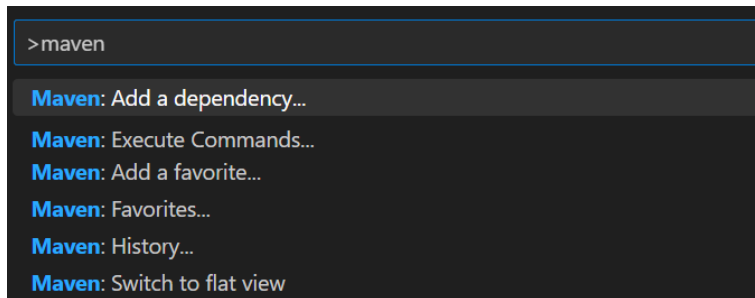 >maven
Maven: Add a dependency...
Maven: Execute Commands...
Maven: Add a favorite...
Maven: Favorites...
Maven: History...
Maven: Switch to flat view